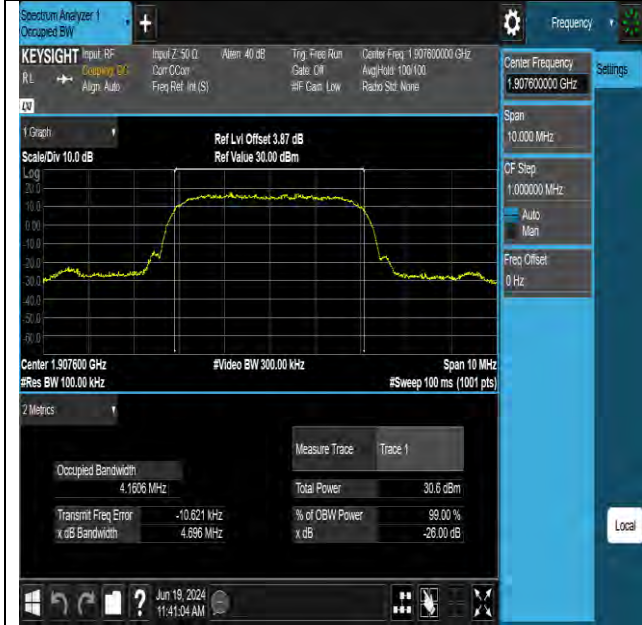 Spectrum Analyzer 1
Occupied BW
+
Frequency
KEYSIGHT
RL
LXI
Input: RF
Coupling: DC
Align: Auto
Input Z: 50 Ω
Corr CCorr
Freq Ref: Int (S)
Atten: 40 dB
Trig: Free Run
Gate: Off
#IF Gain: Low
Center Freq: 1.907600000 GHz
Avg|Hold: 100/100
Radio Std: None
Center Frequency
1.907600000 GHz
Settings
Span
10.000 MHz
CF Step
1.000000 MHz
Auto
Man
Freq Offset
0 Hz
1 Graph
Scale/Div 10.0 dB
Ref Lvl Offset 3.87 dB
Ref Value 30.00 dBm
Log
20.0
10.0
0.00
-10.0
-20.0
-30.0
-40.0
-50.0
-60.0
Center 1.907600 GHz
#Res BW 100.00 kHz
#Video BW 300.00 kHz
Span 10 MHz
#Sweep 100 ms (1001 pts)
2 Metrics
Measure Trace Trace 1
Occupied Bandwidth
4.1606 MHz
Total Power 30.6 dBm
Transmit Freq Error -10.621 kHz
% of OBW Power 99.00 %
x dB Bandwidth 4.696 MHz
x dB -26.00 dB
Local
?
Jun 19, 2024
11:41:04 AM